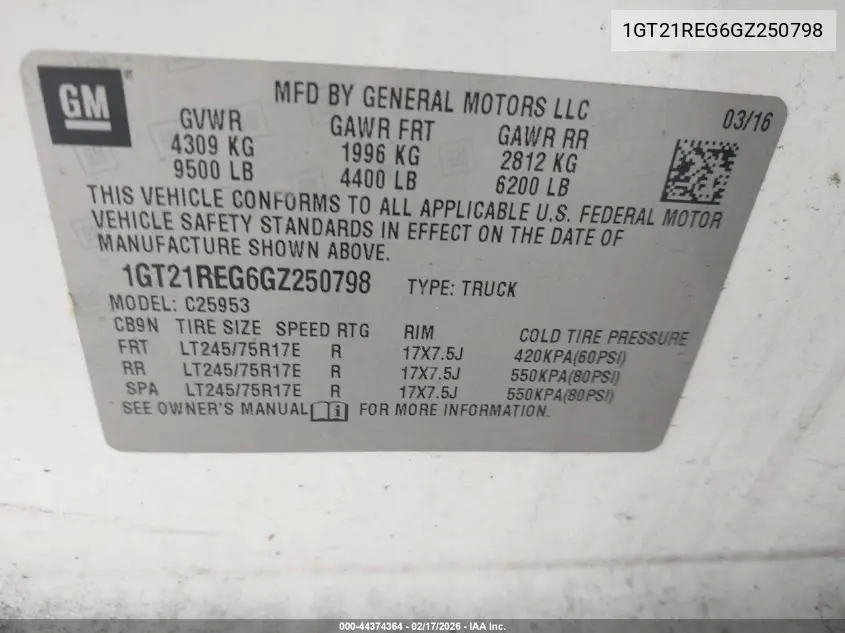 1GT21REG6GZ250798
GM
MFD BY GENERAL MOTORS LLC
03/16
GVWR GAWR FRT GAWR RR
4309 KG 1996 KG 2812 KG
9500 LB 4400 LB 6200 LB
THIS VEHICLE CONFORMS TO ALL APPLICABLE U.S. FEDERAL MOTOR
VEHICLE SAFETY STANDARDS IN EFFECT ON THE DATE OF
MANUFACTURE SHOWN ABOVE.
1GT21REG6GZ250798 TYPE: TRUCK
MODEL: C25953
CB9N TIRE SIZE SPEED RTG RIM COLD TIRE PRESSURE
FRT LT245/75R17E R 17X7.5J 420KPA(60PSI)
RR LT245/75R17E R 17X7.5J 550KPA(80PSI)
SPA LT245/75R17E R 17X7.5J 550KPA(80PSI)
SEE OWNER'S MANUAL i FOR MORE INFORMATION.
000-44374364 - 02/17/2026 - IAA Inc.